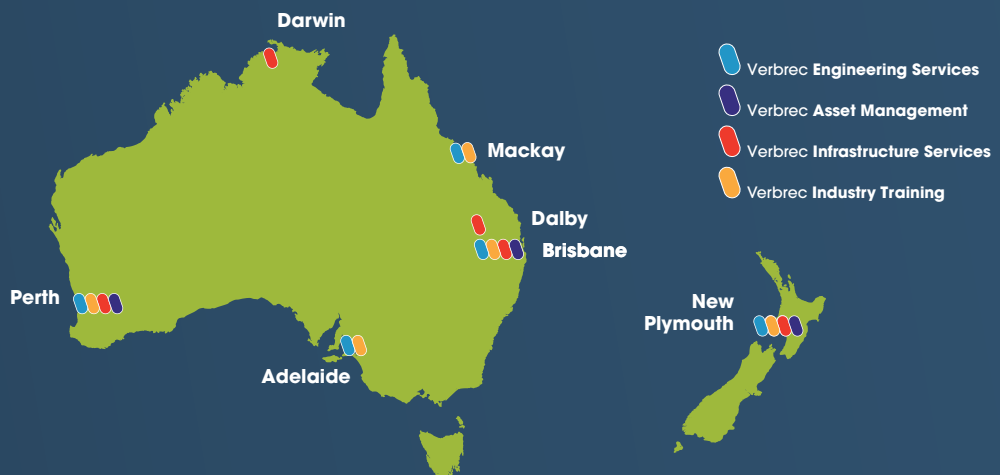 Darwin
Mackay
Dalby
Brisbane
Perth
Adelaide
New
Plymouth
Verbrec Engineering Services
Verbrec Asset Management
Verbrec Infrastructure Services
Verbrec Industry Training